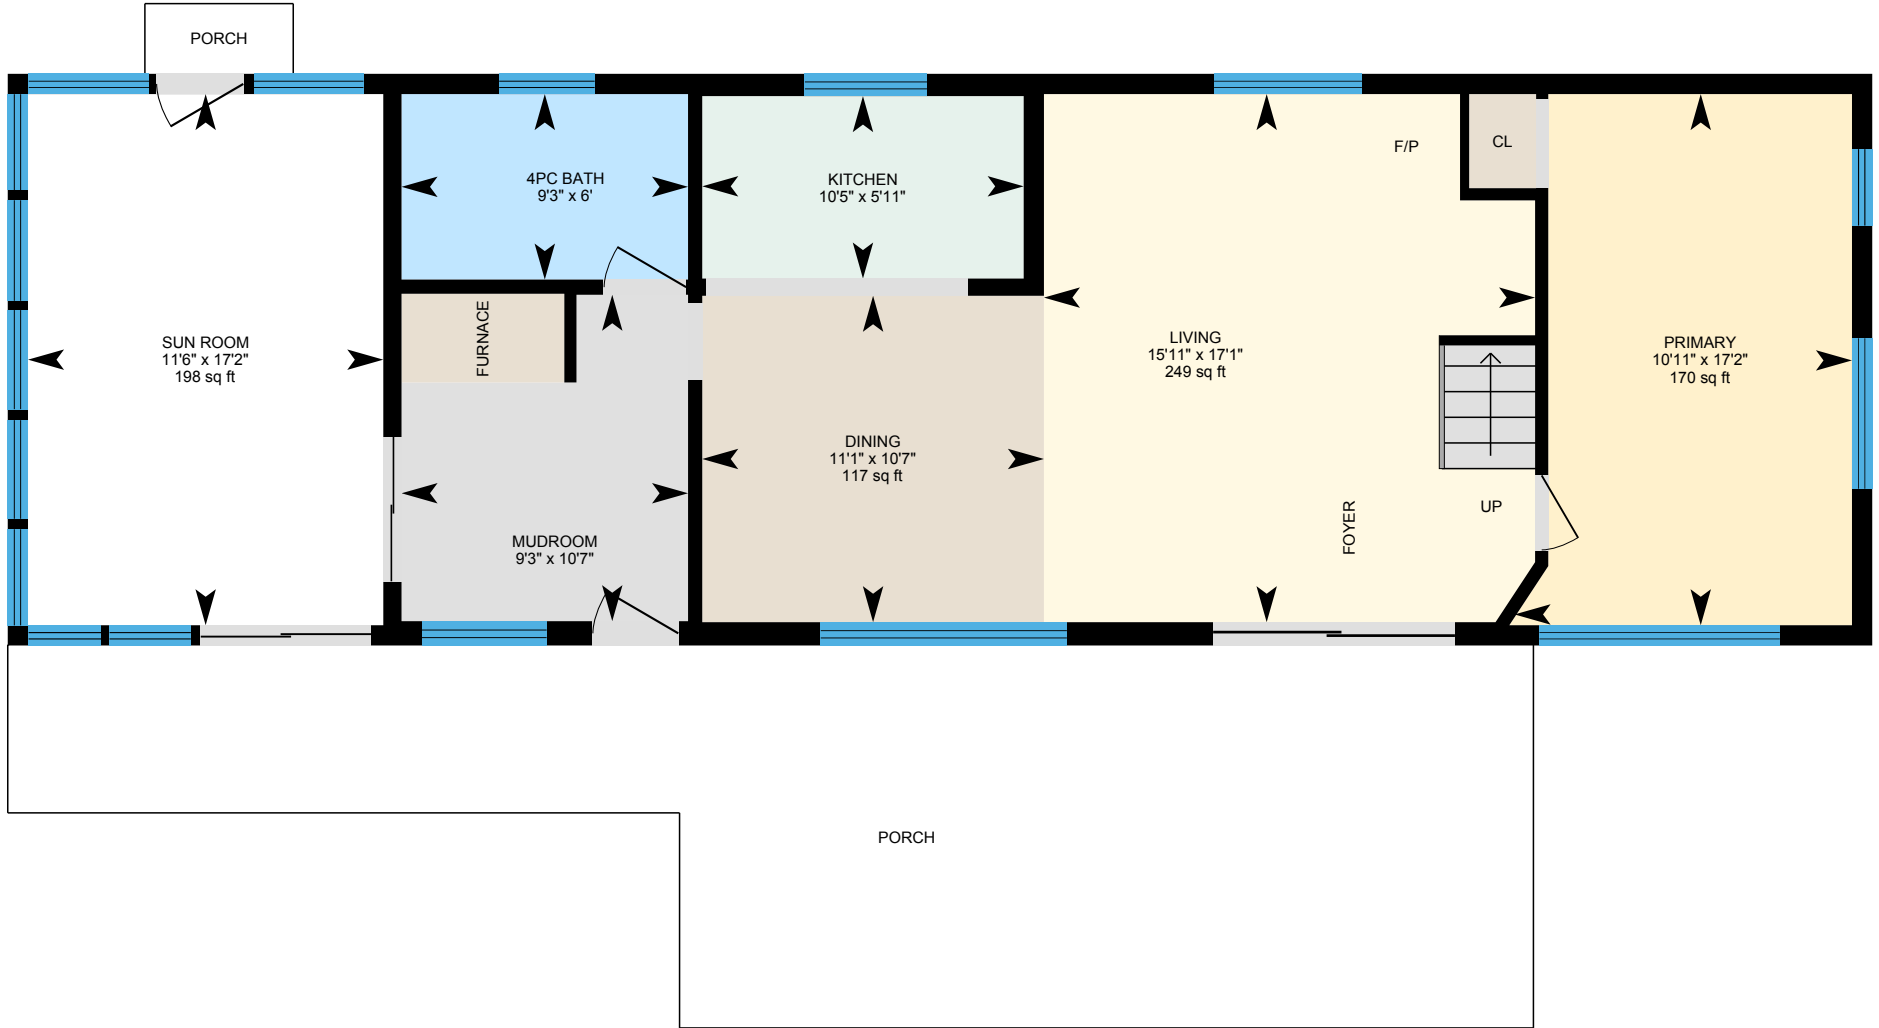 PORCH
4PC BATH
9'3" x 6'
KITCHEN
10'5" x 5'11"
F/P
CL
FURNACE
SUN ROOM
11'6" x 17'2"
198 sq ft
LIVING
15'11" x 17'1"
249 sq ft
PRIMARY
10'11" x 17'2"
170 sq ft
DINING
11'1" x 10'7"
117 sq ft
MUDROOM
9'3" x 10'7"
FOYER
UP
PORCH